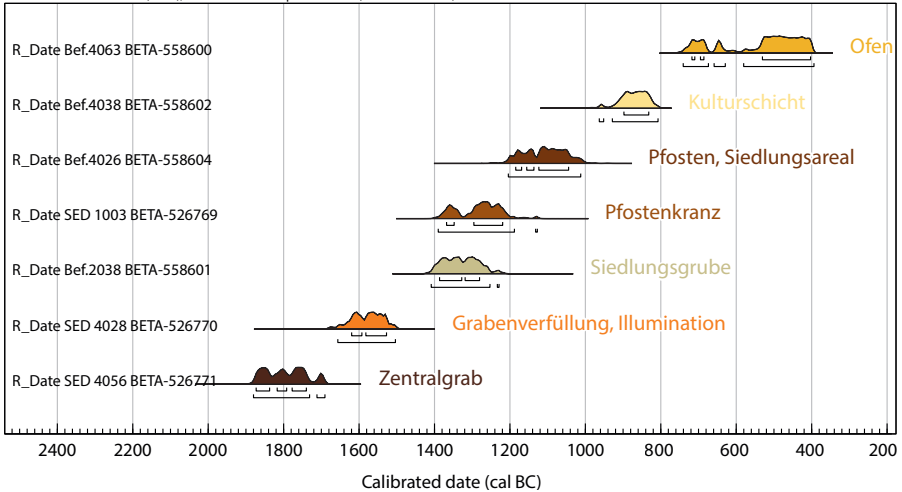 R_Date Bef.4063 BETA-558600 Ofen
R_Date Bef.4038 BETA-558602 Kulturschicht
R_Date Bef.4026 BETA-558604 Pfosten, Siedlungsareal
R_Date SED 1003 BETA-526769 Pfostenkranz
R_Date Bef.2038 BETA-558601 Siedlungsgrube
R_Date SED 4028 BETA-526770 Grabenverfüllung, Illumination
R_Date SED 4056 BETA-526771 Zentralgrab
2400 2200 2000 1800 1600 1400 1200 1000 800 600 400 200
Calibrated date (cal BC)